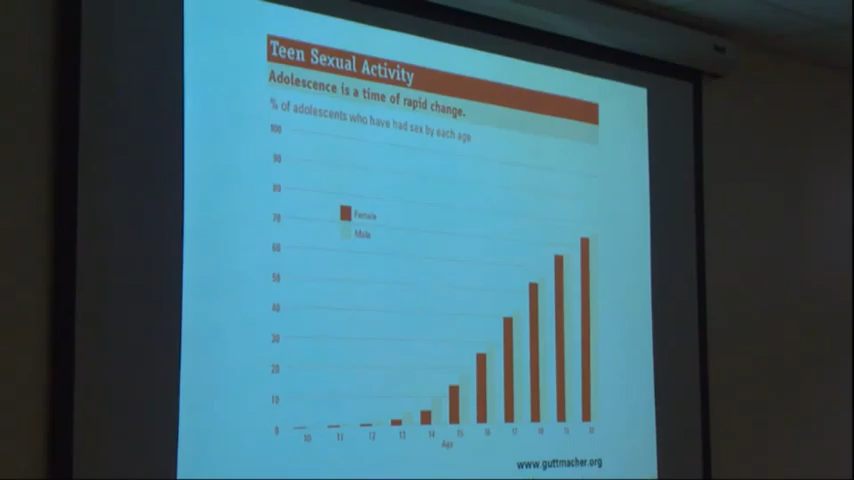 Teen Sexual Activity
Adolescence is a time of rapid change.
% of adolescents who have had sex by each age
100
90
80
70
60
50
40
30
20
10
0
Female
Male
10 11 12 13 14 15 16 17 18 19 20
Age
www.guttmacher.org